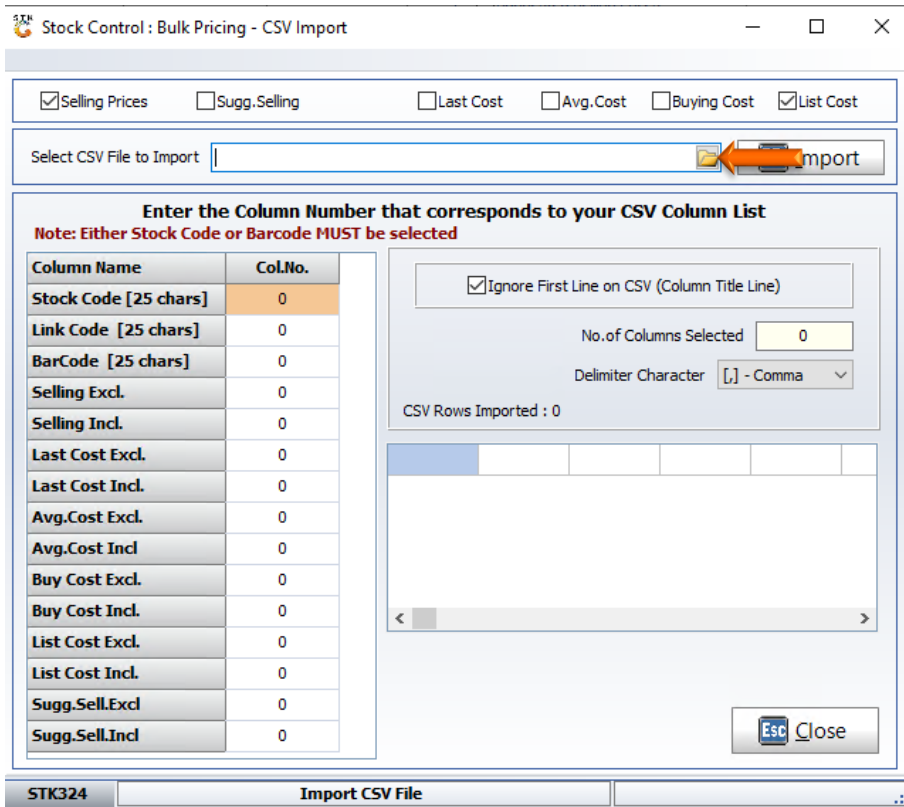 STK
Stock Control : Bulk Pricing - CSV Import
Selling Prices Sugg.Selling Last Cost Avg.Cost Buying Cost List Cost
Select CSV File to Import mport
Enter the Column Number that corresponds to your CSV Column List
Note: Either Stock Code or Barcode MUST be selected
Column Name Col.No.
Stock Code [25 chars] 0
Link Code [25 chars] 0
BarCode [25 chars] 0
Selling Excl. 0
Selling Incl. 0
Last Cost Excl. 0
Last Cost Incl. 0
Avg.Cost Excl. 0
Avg.Cost Incl 0
Buy Cost Excl. 0
Buy Cost Incl. 0
List Cost Excl. 0
List Cost Incl. 0
Sugg.Sell.Excl 0
Sugg.Sell.Incl 0
Ignore First Line on CSV (Column Title Line)
No.of Columns Selected 0
Delimiter Character [,] - Comma
CSV Rows Imported : 0
Esc Close
STK324 Import CSV File